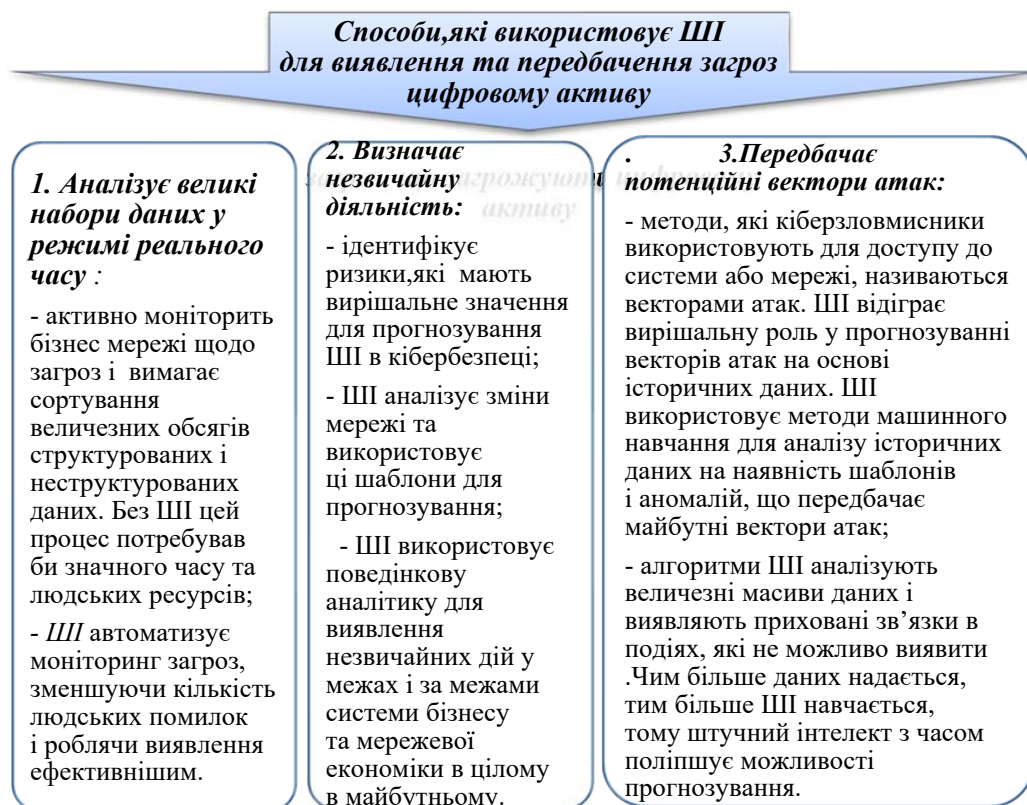 Способи,які використовує ШІ
для виявлення та передбачення загроз
цифровому активу
1. Аналізує великі
набори даних у
режимі реального
часу :
- активно моніторить
бізнес мережі щодо
загроз і вимагає
сортування
величезних обсягів
структурованих і
неструктурованих
даних. Без ШІ цей
процес потребував
би значного часу та
людських ресурсів;
- ШІ автоматизує
моніторинг загроз,
зменшуючи кількість
людських помилок
і роблячи виявлення
ефективнішим.
2. Визначає
незвичайну
діяльність:
- ідентифікує
ризики,які мають
вирішальне значення
для прогнозування
ШІ в кібербезпеці;
- ШІ аналізує зміни
мережі та
використовує
ці шаблони для
прогнозування;
- ШІ використовує
поведінкову
аналітику для
виявлення
незвичайних дій у
межах і за межами
системи бізнесу
та мережевої
економіки в цілому
в майбутньому.
. 3.Передбачає
потенційні вектори атак:
- методи, які кіберзловмисники
використовують для доступу до
системи або мережі, називаються
векторами атак. ШІ відіграє
вирішальну роль у прогнозуванні
векторів атак на основі
історичних даних. ШІ
використовує методи машинного
навчання для аналізу історичних
даних на наявність шаблонів
і аномалій, що передбачає
майбутні вектори атак;
- алгоритми ШІ аналізують
величезні масиви даних і
виявляють приховані зв’язки в
подіях, які не можливо виявити
.Чим більше даних надається,
тим більше ШІ навчається,
тому штучний інтелект з часом
поліпшує можливості
прогнозування.
активу